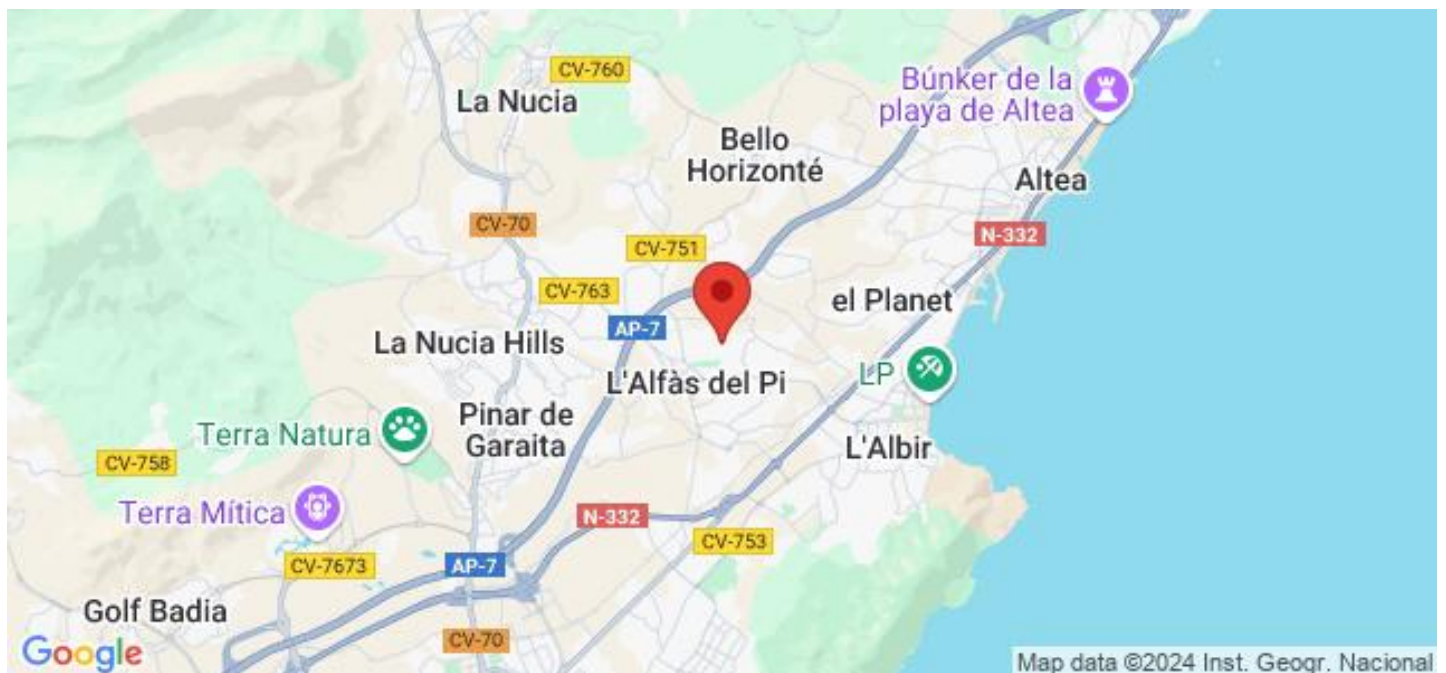 CV-760
La Nucia
Búnker de la
playa de Altea
Bello
Horizonté
Altea
CV-70
N-332
CV-751
CV-763
el Planet
AP-7
La Nucia Hills
LP
L'Alfàs del Pi
Pinar de
Garaita
Terra Natura
L'Albir
CV-758
Terra Mítica
N-332
CV-753
CV-7673
AP-7
Golf Badia
CV-70
Google
Map data ©2024 Inst. Geogr. Nacional